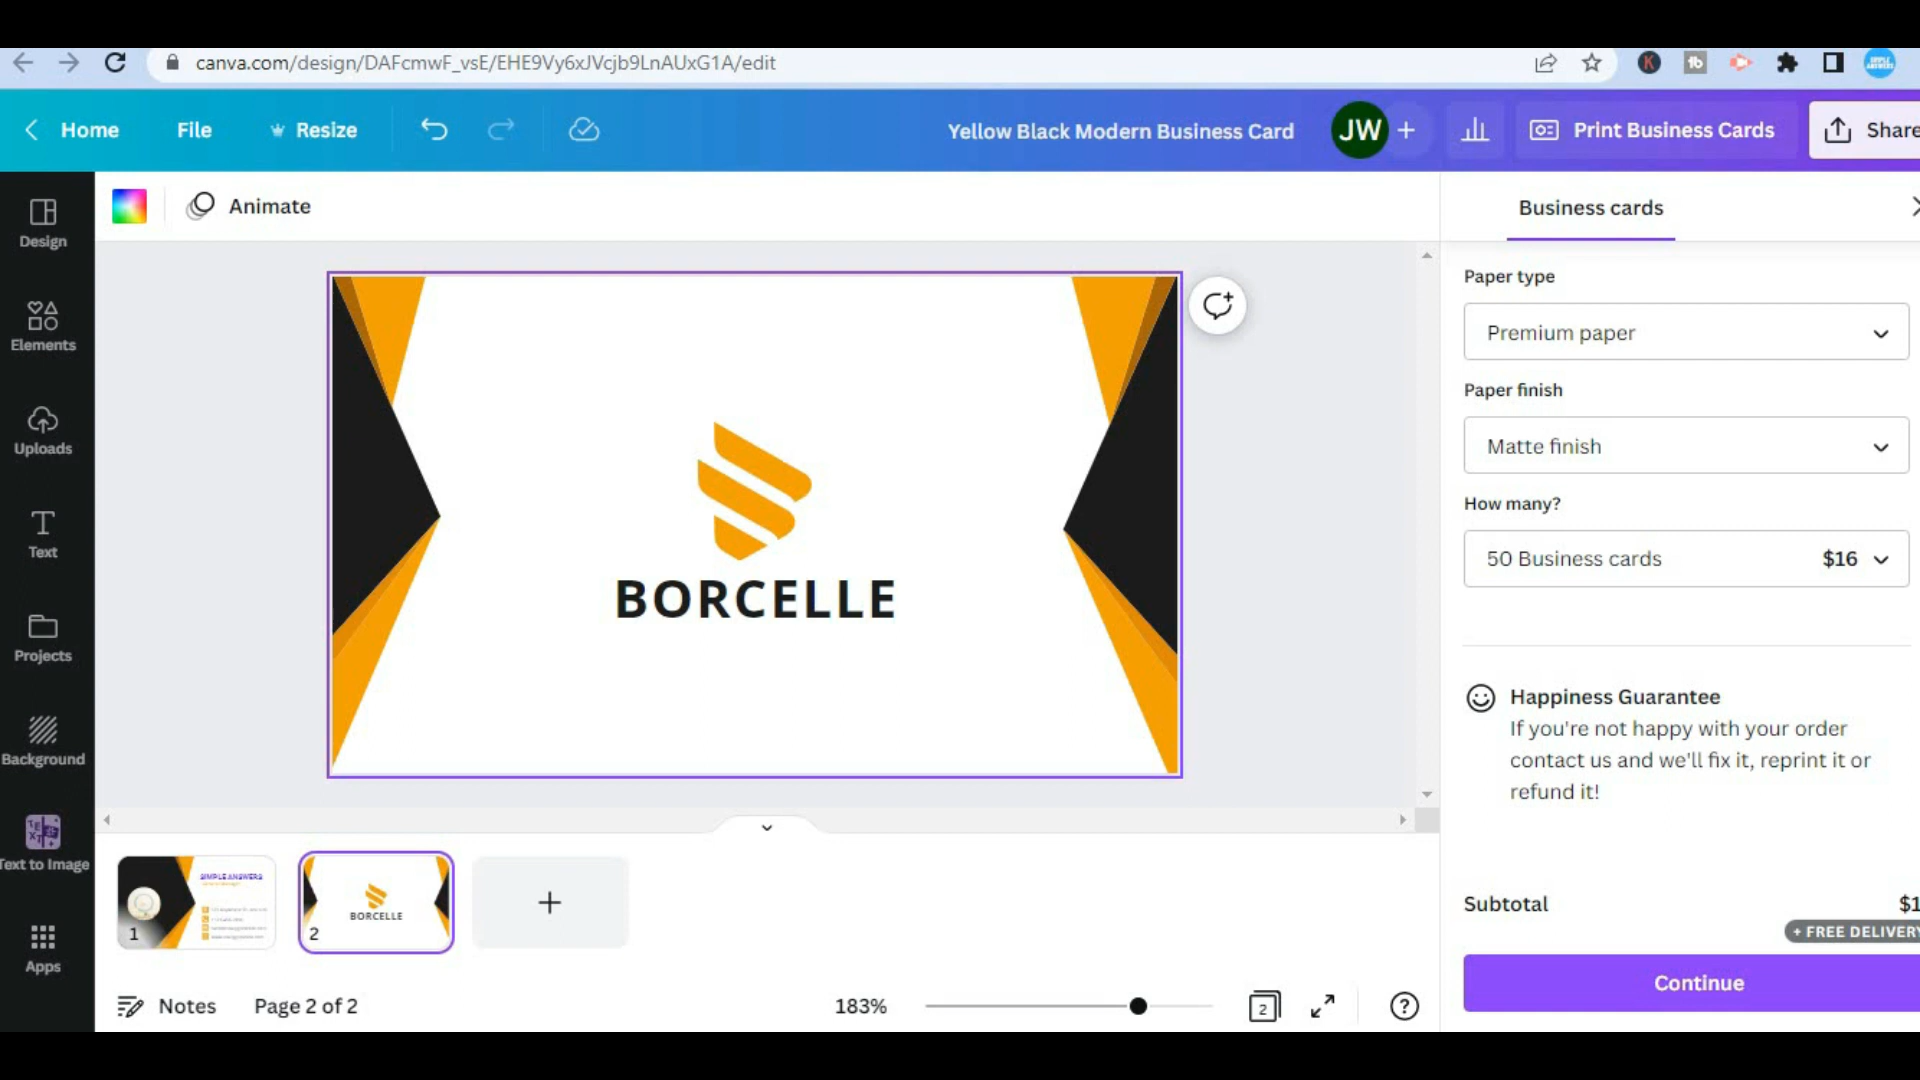 canva.com/design/DAFcmwF_vsE/EHE9Vy6xJVcjb9LnAUxG1A/edit
Home File Resize Yellow Black Modern Business Card JW + Print Business Cards Share
Design
Elements
Uploads
Text
Projects
Background
Text to Image
Apps
Animate
BORCELLE
Business cards
Paper type
Premium paper
Paper finish
Matte finish
How many?
50 Business cards $16
Happiness Guarantee
If you're not happy with your order
contact us and we'll fix it, reprint it or
refund it!
Subtotal $1
+ FREE DELIVERY
Continue
SIMPLE ANSWERS
1
BORCELLE
2
Notes Page 2 of 2 183% 2